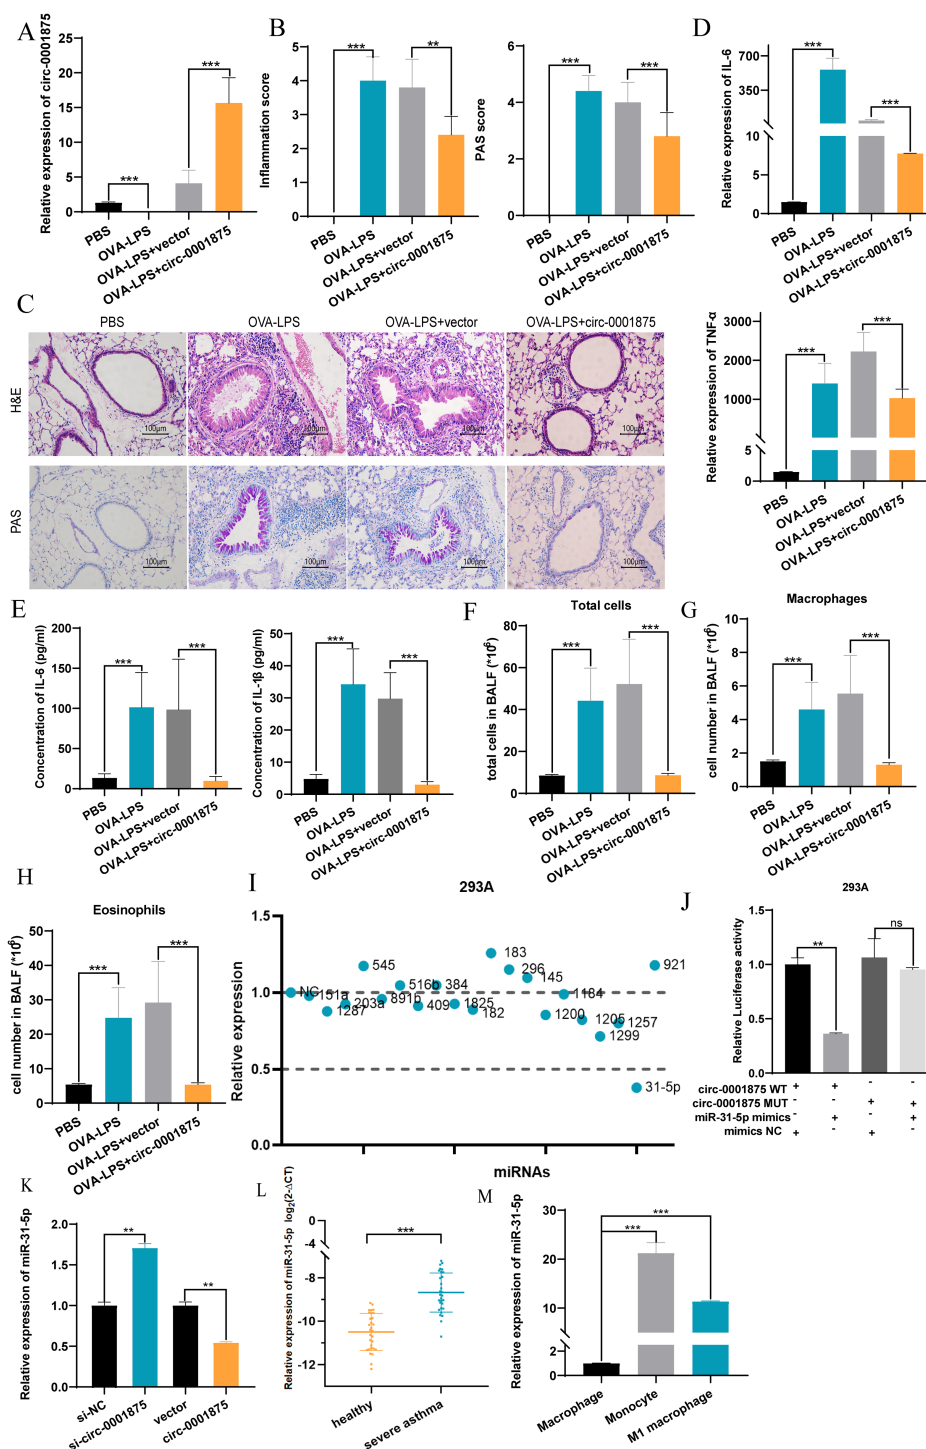 A
Relative expression of circ-0001875
25
20
15
10
5
0
***
***
PBS
OVA-LPS
OVA-LPS+vector
OVA-LPS+circ-0001875
B
Inflammation score
5
4
3
2
1
0
***
**
PBS
OVA-LPS
OVA-LPS+vector
OVA-LPS+circ-0001875
PAS score
6
4
2
0
***
***
PBS
OVA-LPS
OVA-LPS+vector
OVA-LPS+circ-0001875
D
Relative expression of IL-6
700
350
10
5
0
***
***
PBS
OVA-LPS
OVA-LPS+vector
OVA-LPS+circ-0001875
C
PBS
OVA-LPS
OVA-LPS+vector
OVA-LPS+circ-0001875
H&E
100μm
100μm
100μm
100μm
PAS
100μm
100μm
100μm
100μm
Relative expression of TNF-α
3000
2000
1000
5
0
***
***
PBS
OVA-LPS
OVA-LPS+vector
OVA-LPS+circ-0001875
E
Concentration of IL-6 (pg/ml)
200
150
100
50
0
***
***
PBS
OVA-LPS
OVA-LPS+vector
OVA-LPS+circ-0001875
Concentration of IL-1β (pg/ml)
50
40
30
20
10
0
***
***
PBS
OVA-LPS
OVA-LPS+vector
OVA-LPS+circ-0001875
F
Total cells
total cells in BALF (*10⁶)
80
60
40
20
0
***
***
PBS
OVA-LPS
OVA-LPS+vector
OVA-LPS+circ-0001875
G
Macrophages
cell number in BALF (*10⁶)
8
6
4
2
0
***
***
PBS
OVA-LPS
OVA-LPS+vector
OVA-LPS+circ-0001875
H
Eosinophils
cell number in BALF (*10⁶)
50
40
30
20
10
0
***
***
PBS
OVA-LPS
OVA-LPS+vector
OVA-LPS+circ-0001875
I
293A
Relative expression
1.5
1.0
0.5
0.0
NC
151a
1287
203a
545
891b
516b
409
384
1825
182
183
296
145
1200
1184
1205
1299
1257
31-5p
921
miRNAs
J
293A
Relative Luciferase activity
1.5
1.0
0.5
0.0
**
ns
circ-0001875 WT + + - -
circ-0001875 MUT - - + +
miR-31-5p mimics - + - +
mimics NC + - + -
K
Relative expression of miR-31-5p
2.0
1.5
1.0
0.5
0.0
**
**
si-NC
si-circ-0001875
vector
circ-0001875
L
Relative expression of miR-31-5p log₂(2-ΔCT)
0
-4
-8
-10
-12
***
healthy
severe asthma
M
Relative expression of miR-31-5p
30
20
10
2
0
***
***
Macrophage
Monocyte
M1 macrophage